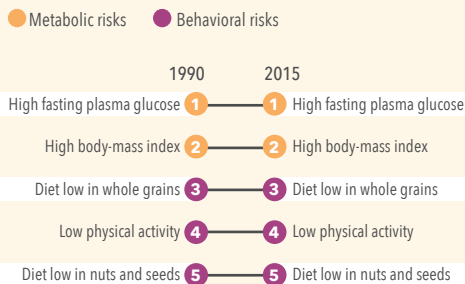 Metabolic risks Behavioral risks
1990 2015
High fasting plasma glucose 1 1 High fasting plasma glucose
High body-mass index 2 2 High body-mass index
Diet low in whole grains 3 3 Diet low in whole grains
Low physical activity 4 4 Low physical activity
Diet low in nuts and seeds 5 5 Diet low in nuts and seeds